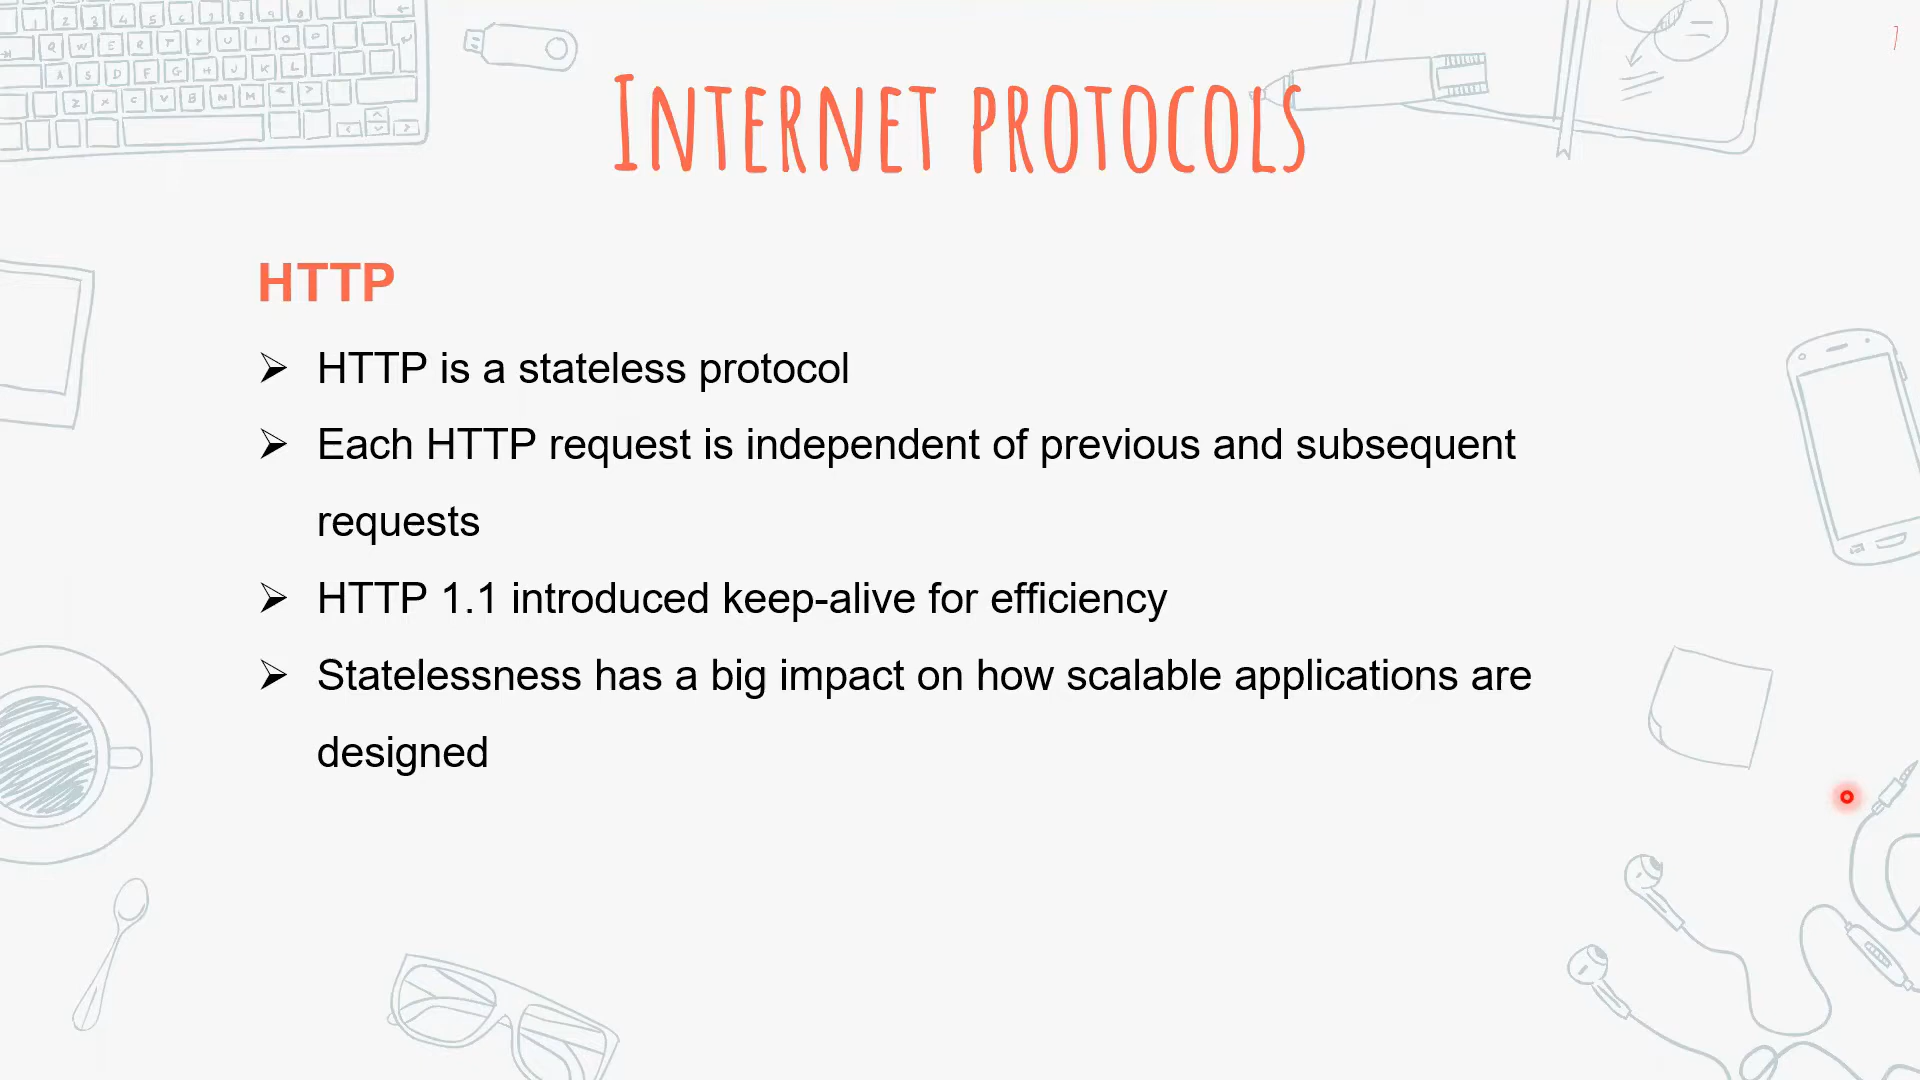 7
INTERNET PROTOCOLS
HTTP
➢ HTTP is a stateless protocol
➢ Each HTTP request is independent of previous and subsequent
requests
➢ HTTP 1.1 introduced keep-alive for efficiency
➢ Statelessness has a big impact on how scalable applications are
designed